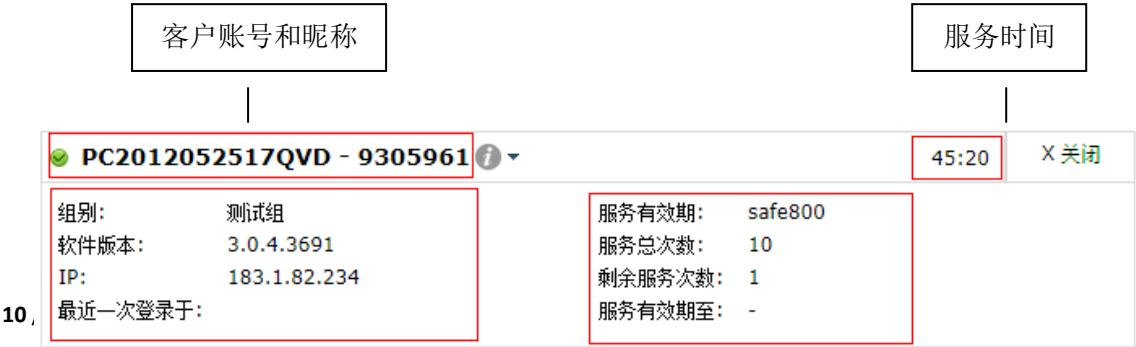 客户账号和昵称
服务时间
PC2012052517QVD - 9305961 45:20 X 关闭
组别: 测试组 服务有效期: safe800
软件版本: 3.0.4.3691 服务总次数: 10
IP: 183.1.82.234 剩余服务次数: 1
10 / 最近一次登录于: 服务有效期至: -